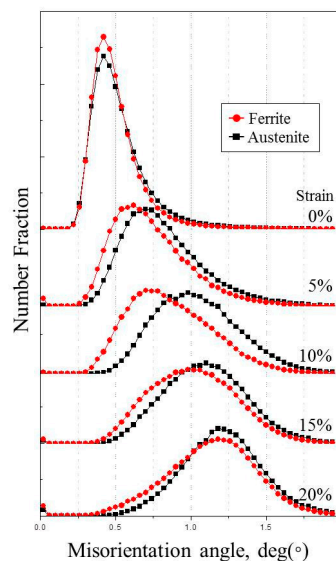 Ferrite
Austenite
Strain
0%
5%
10%
15%
20%
Number Fraction
0.0
0.5
1.0
1.5
Misorientation angle, deg(°)